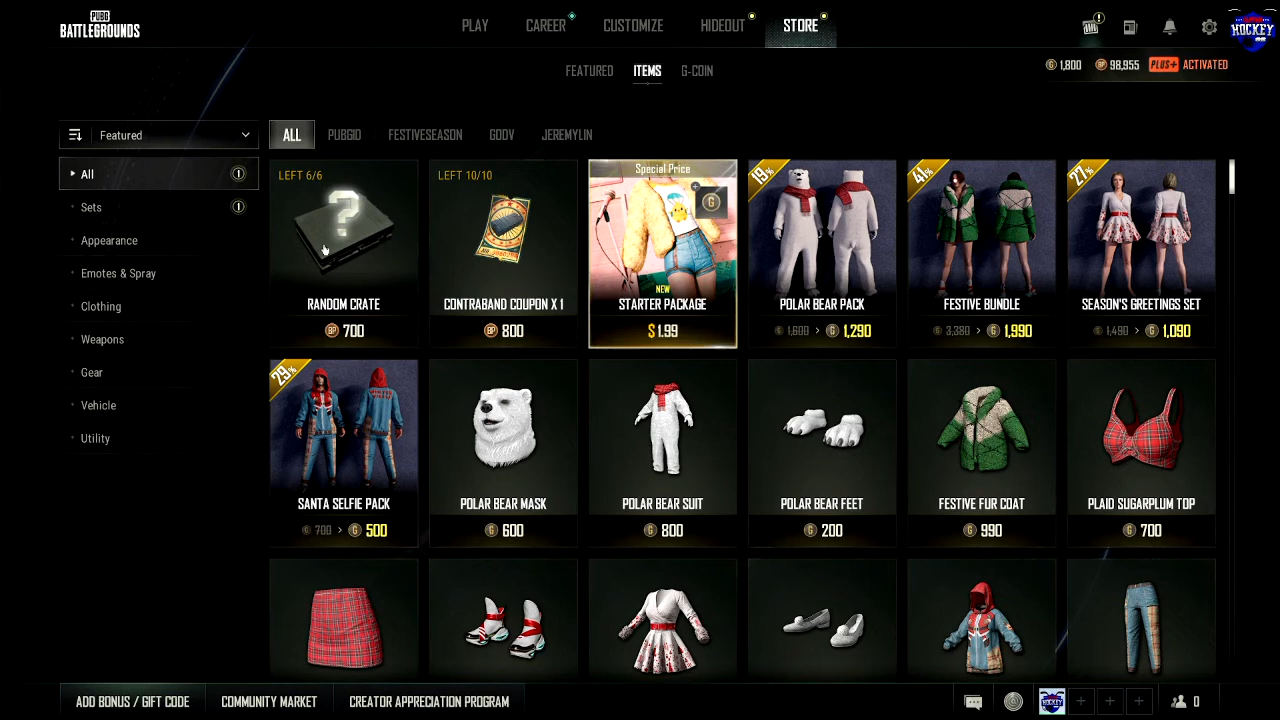 PUBG
BATTLEGROUNDS
PLAY
CAREER
CUSTOMIZE
HIDEOUT
STORE
HOCKEY
FEATURED
ITEMS
G-COIN
G 1,800
BP 98,955
PLUS+ ACTIVATED
Featured
ALL
PUBGID
FESTIVESEASON
GODV
JEREMYLIN
All
Sets
Appearance
Emotes & Spray
Clothing
Weapons
Gear
Vehicle
Utility
LEFT 6/6
?
RANDOM CRATE
BP 700
LEFT 10/10
CONTRABAND COUPON X 1
BP 800
Special Price
G
NEW
STARTER PACKAGE
$ 1.99
19%
POLAR BEAR PACK
G 1,600 > G 1,290
41%
FESTIVE BUNDLE
G 3,380 > G 1,990
27%
SEASON'S GREETINGS SET
G 1,490 > G 1,090
29%
SANTA SELFIE PACK
G 700 > G 500
POLAR BEAR MASK
G 600
POLAR BEAR SUIT
G 800
POLAR BEAR FEET
G 200
FESTIVE FUR COAT
G 990
PLAID SUGARPLUM TOP
G 700
ADD BONUS / GIFT CODE
COMMUNITY MARKET
CREATOR APPRECIATION PROGRAM
HOCKEY
0